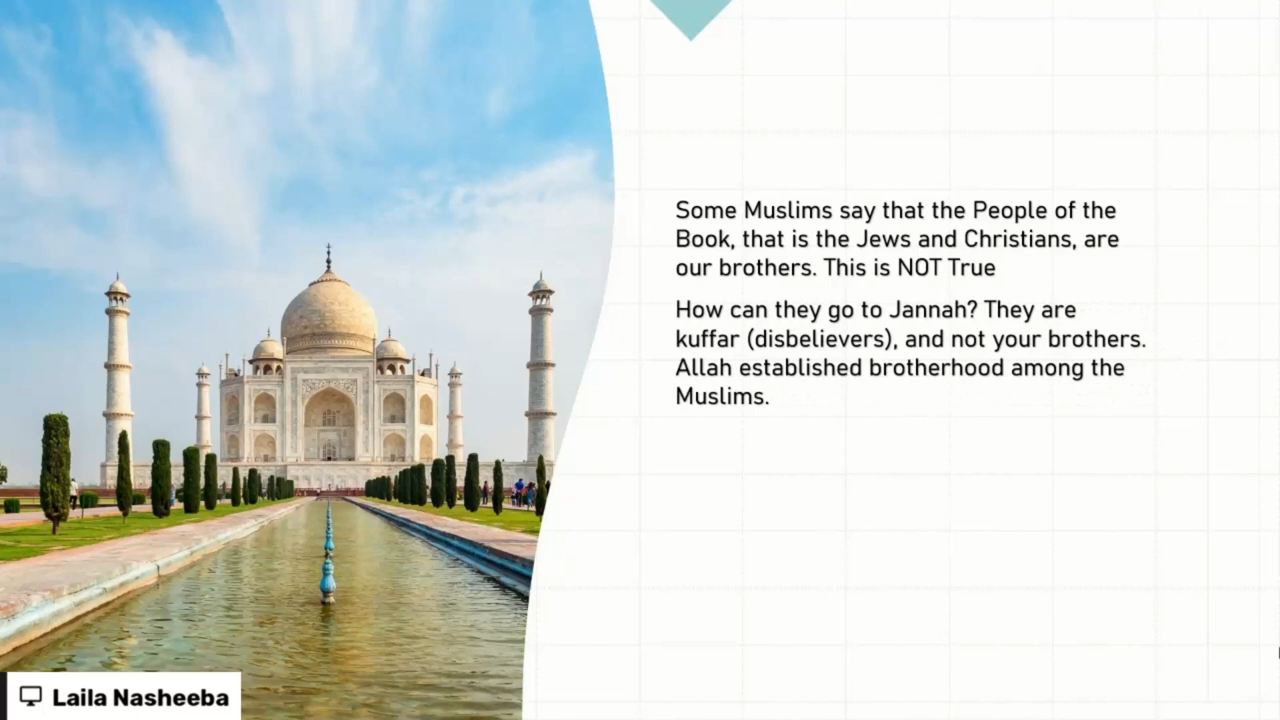 Some Muslims say that the People of the
Book, that is the Jews and Christians, are
our brothers. This is NOT True
How can they go to Jannah? They are
kuffar (disbelievers), and not your brothers.
Allah established brotherhood among the
Muslims.
Laila Nasheeba